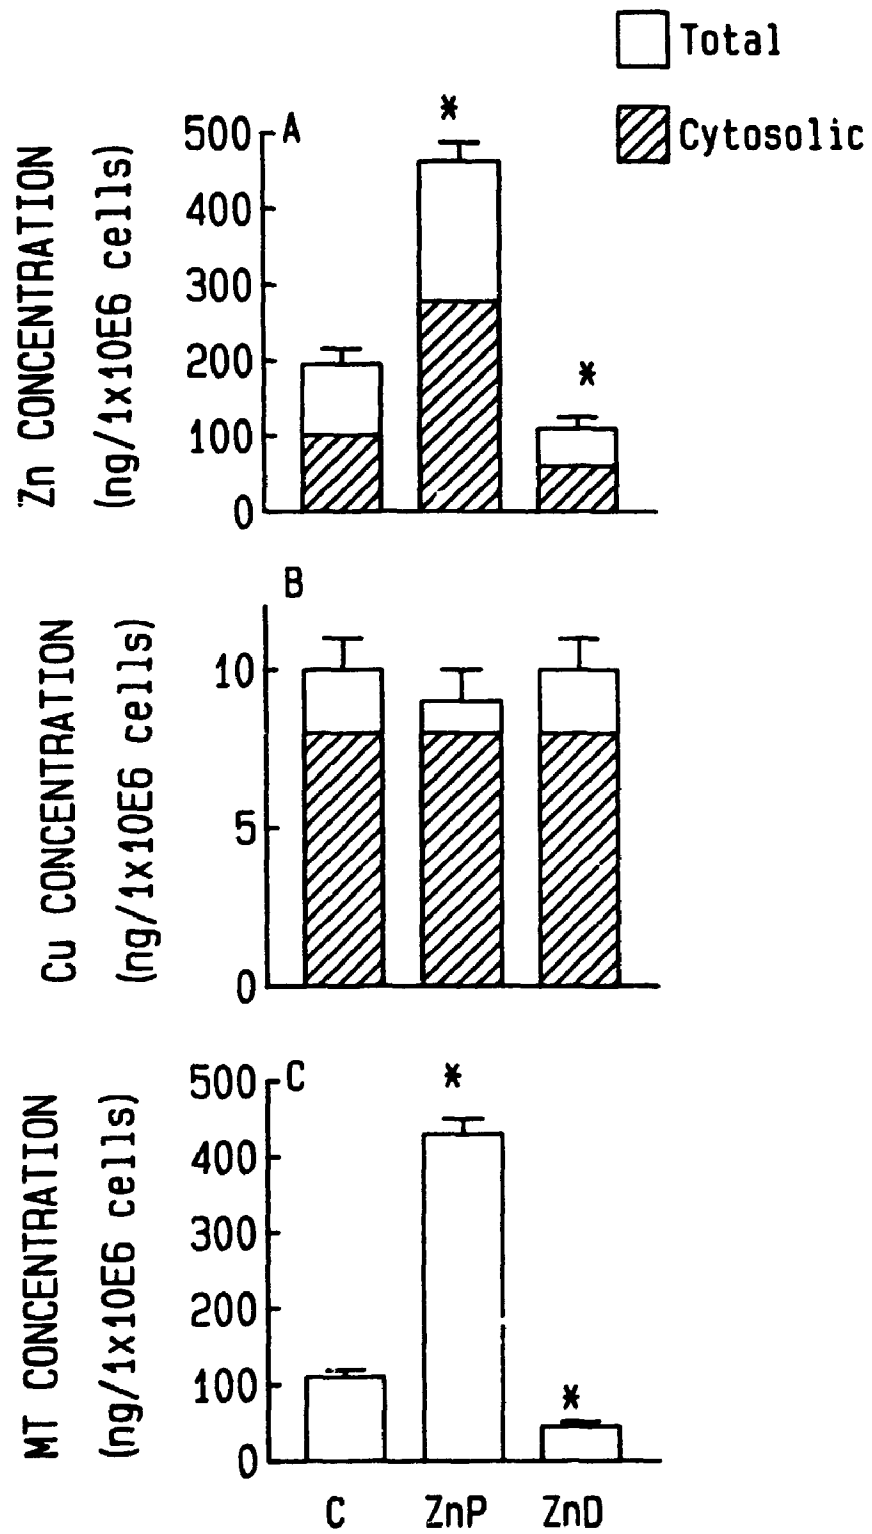 Total
Cytosolic
*
A
500
400
300
200
100
0
*
Zn CONCENTRATION
(ng/1x10E6 cells)
B
10
5
0
Cu CONCENTRATION
(ng/1x10E6 cells)
C
*
500
400
300
200
100
0
*
MT CONCENTRATION
(ng/1x10E6 cells)
C ZnP ZnD